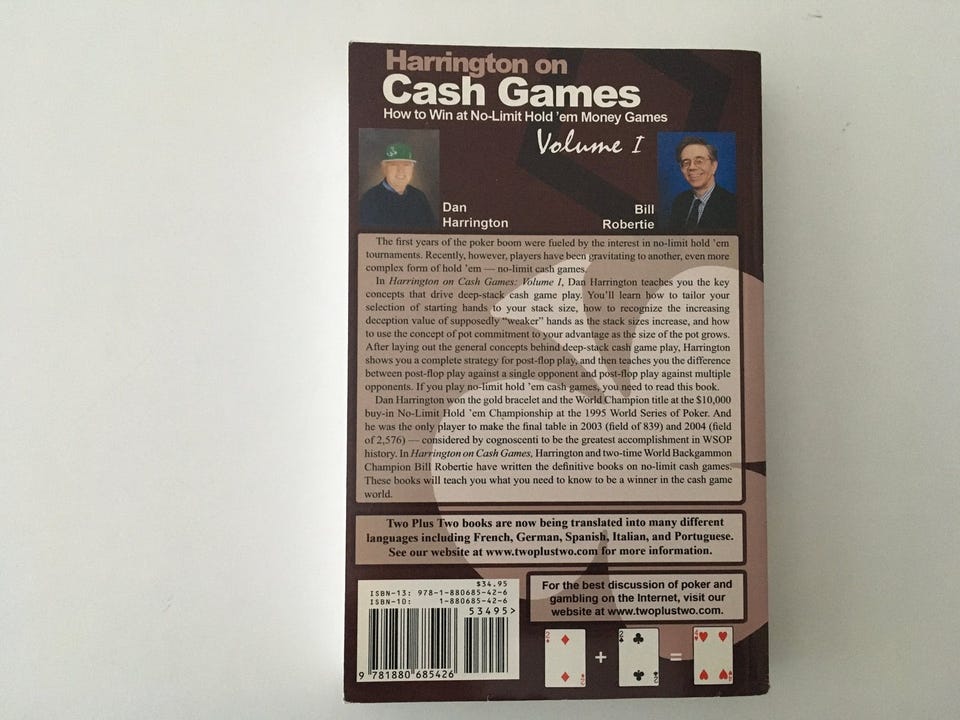 Harrington on
Cash Games
How to Win at No-Limit Hold 'em Money Games
Volume I
Dan
Harrington
Bill
Robertie
The first years of the poker boom were fueled by the interest in no-limit hold 'em
tournaments. Recently, however, players have been gravitating to another, even more
complex form of hold 'em — no-limit cash games.
In Harrington on Cash Games: Volume I, Dan Harrington teaches you the key
concepts that drive deep-stack cash game play. You'll learn how to tailor your
selection of starting hands to your stack size, how to recognize the increasing
deception value of supposedly "weaker" hands as the stack sizes increase, and how
to use the concept of pot commitment to your advantage as the size of the pot grows.
After laying out the general concepts behind deep-stack cash game play, Harrington
shows you a complete strategy for post-flop play, and then teaches you the difference
between post-flop play against a single opponent and post-flop play against multiple
opponents. If you play no-limit hold 'em cash games, you need to read this book.
Dan Harrington won the gold bracelet and the World Champion title at the $10,000
buy-in No-Limit Hold 'em Championship at the 1995 World Series of Poker. And
he was the only player to make the final table in 2003 (field of 839) and 2004 (field
of 2,576) — considered by cognoscenti to be the greatest accomplishment in WSOP
history. In Harrington on Cash Games, Harrington and two-time World Backgammon
Champion Bill Robertie have written the definitive books on no-limit cash games.
These books will teach you what you need to know to be a winner in the cash game
world.
Two Plus Two books are now being translated into many different
languages including French, German, Spanish, Italian, and Portuguese.
See our website at www.twoplustwo.com for more information.
$34.95
ISBN-13: 978-1-880685-42-6
ISBN-10: 1-880685-42-6
53495>
9 781880 685426
For the best discussion of poker and
gambling on the Internet, visit our
website at www.twoplustwo.com.
2 + 2 = 4
2 2 4